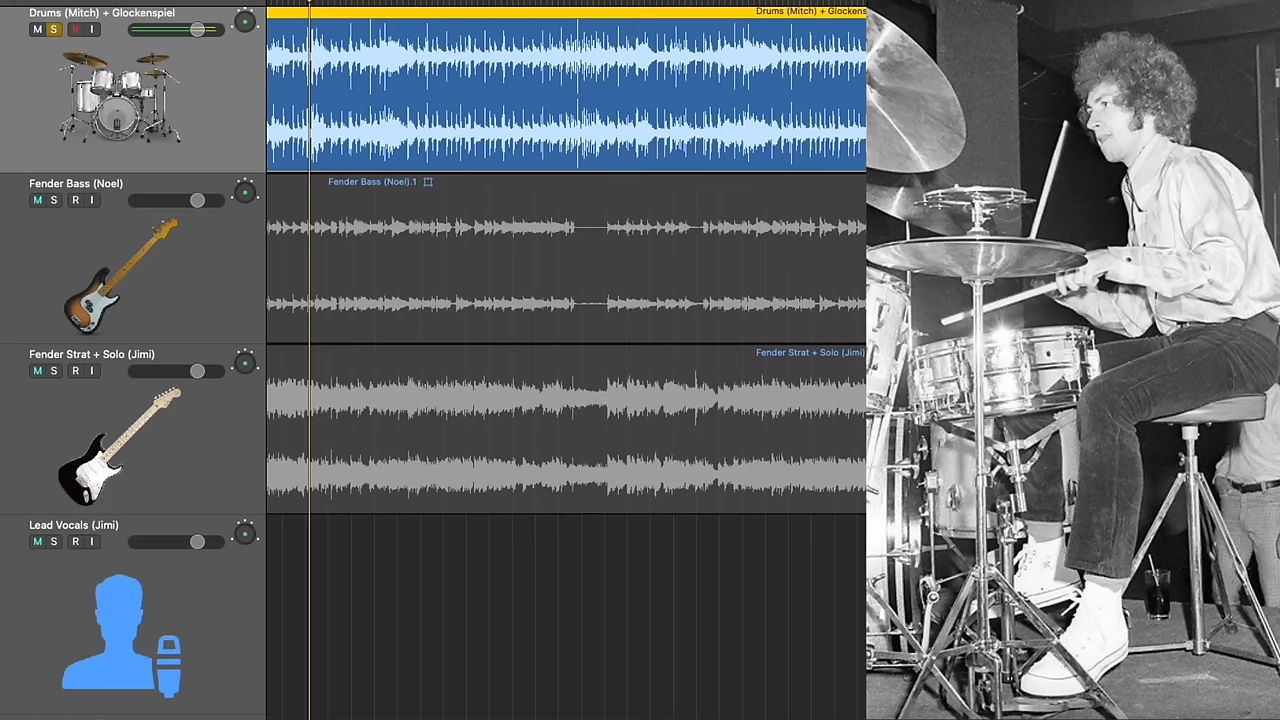 Drums (Mitch) + Glockenspiel
M S R I
Drums (Mitch) + Glockens
Fender Bass (Noel)
M S R I
Fender Bass (Noel).1
Fender Strat + Solo (Jimi)
M S R I
Fender Strat + Solo (Jimi)
Lead Vocals (Jimi)
M S R I